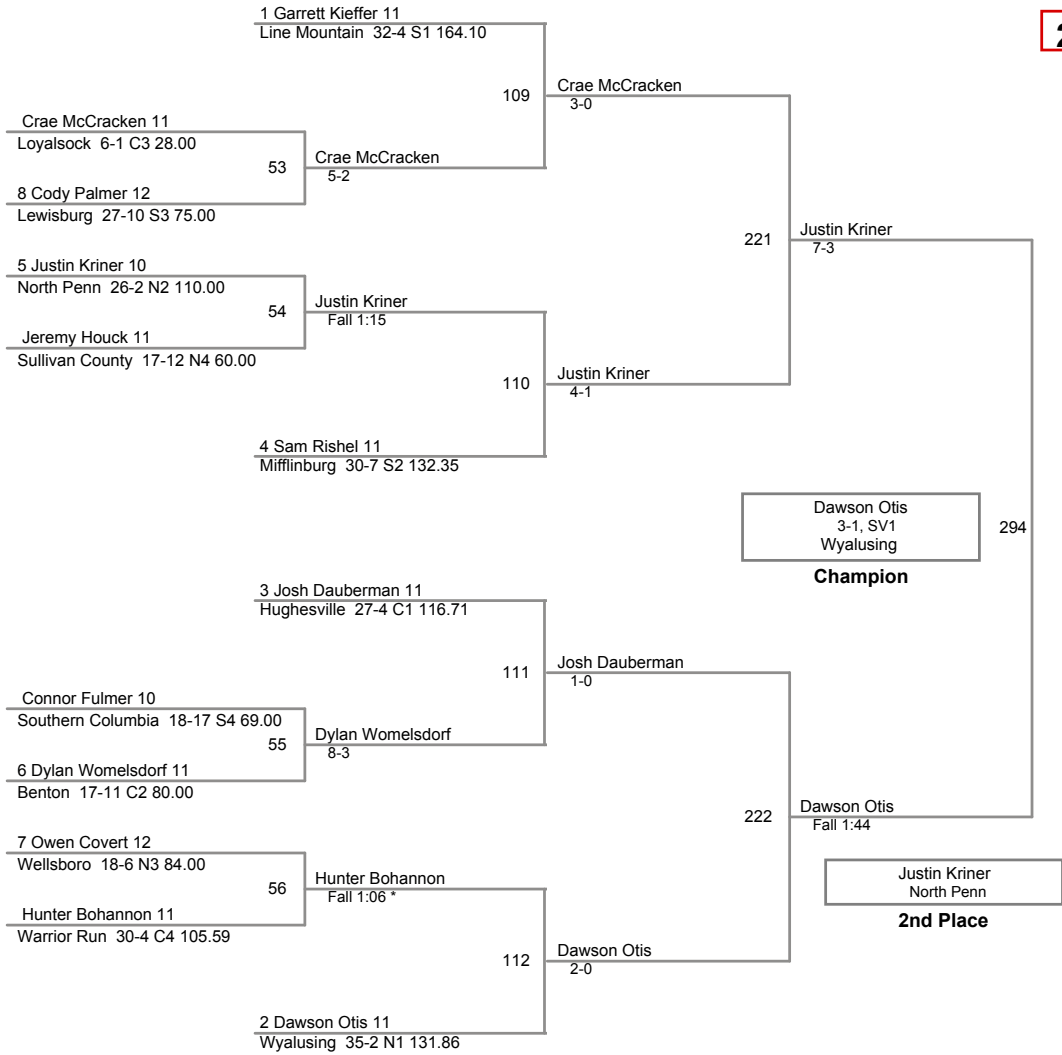 1 Garrett Kieffer 11
Line Mountain 32-4 S1 164.10
2
109
Crae McCracken
3-0
Crae McCracken 11
Loyalsock 6-1 C3 28.00
53
Crae McCracken
5-2
8 Cody Palmer 12
Lewisburg 27-10 S3 75.00
221
Justin Kriner
7-3
5 Justin Kriner 10
North Penn 26-2 N2 110.00
54
Justin Kriner
Fall 1:15
Jeremy Houck 11
Sullivan County 17-12 N4 60.00
110
Justin Kriner
4-1
4 Sam Rishel 11
Mifflinburg 30-7 S2 132.35
Dawson Otis
3-1, SV1
Wyalusing
294
Champion
3 Josh Dauberman 11
Hughesville 27-4 C1 116.71
111
Josh Dauberman
1-0
Connor Fulmer 10
Southern Columbia 18-17 S4 69.00
55
Dylan Womelsdorf
8-3
6 Dylan Womelsdorf 11
Benton 17-11 C2 80.00
222
Dawson Otis
Fall 1:44
7 Owen Covert 12
Wellsboro 18-6 N3 84.00
56
Hunter Bohannon
Fall 1:06 *
Justin Kriner
North Penn
2nd Place
Hunter Bohannon 11
Warrior Run 30-4 C4 105.59
112
Dawson Otis
2-0
2 Dawson Otis 11
Wyalusing 35-2 N1 131.86